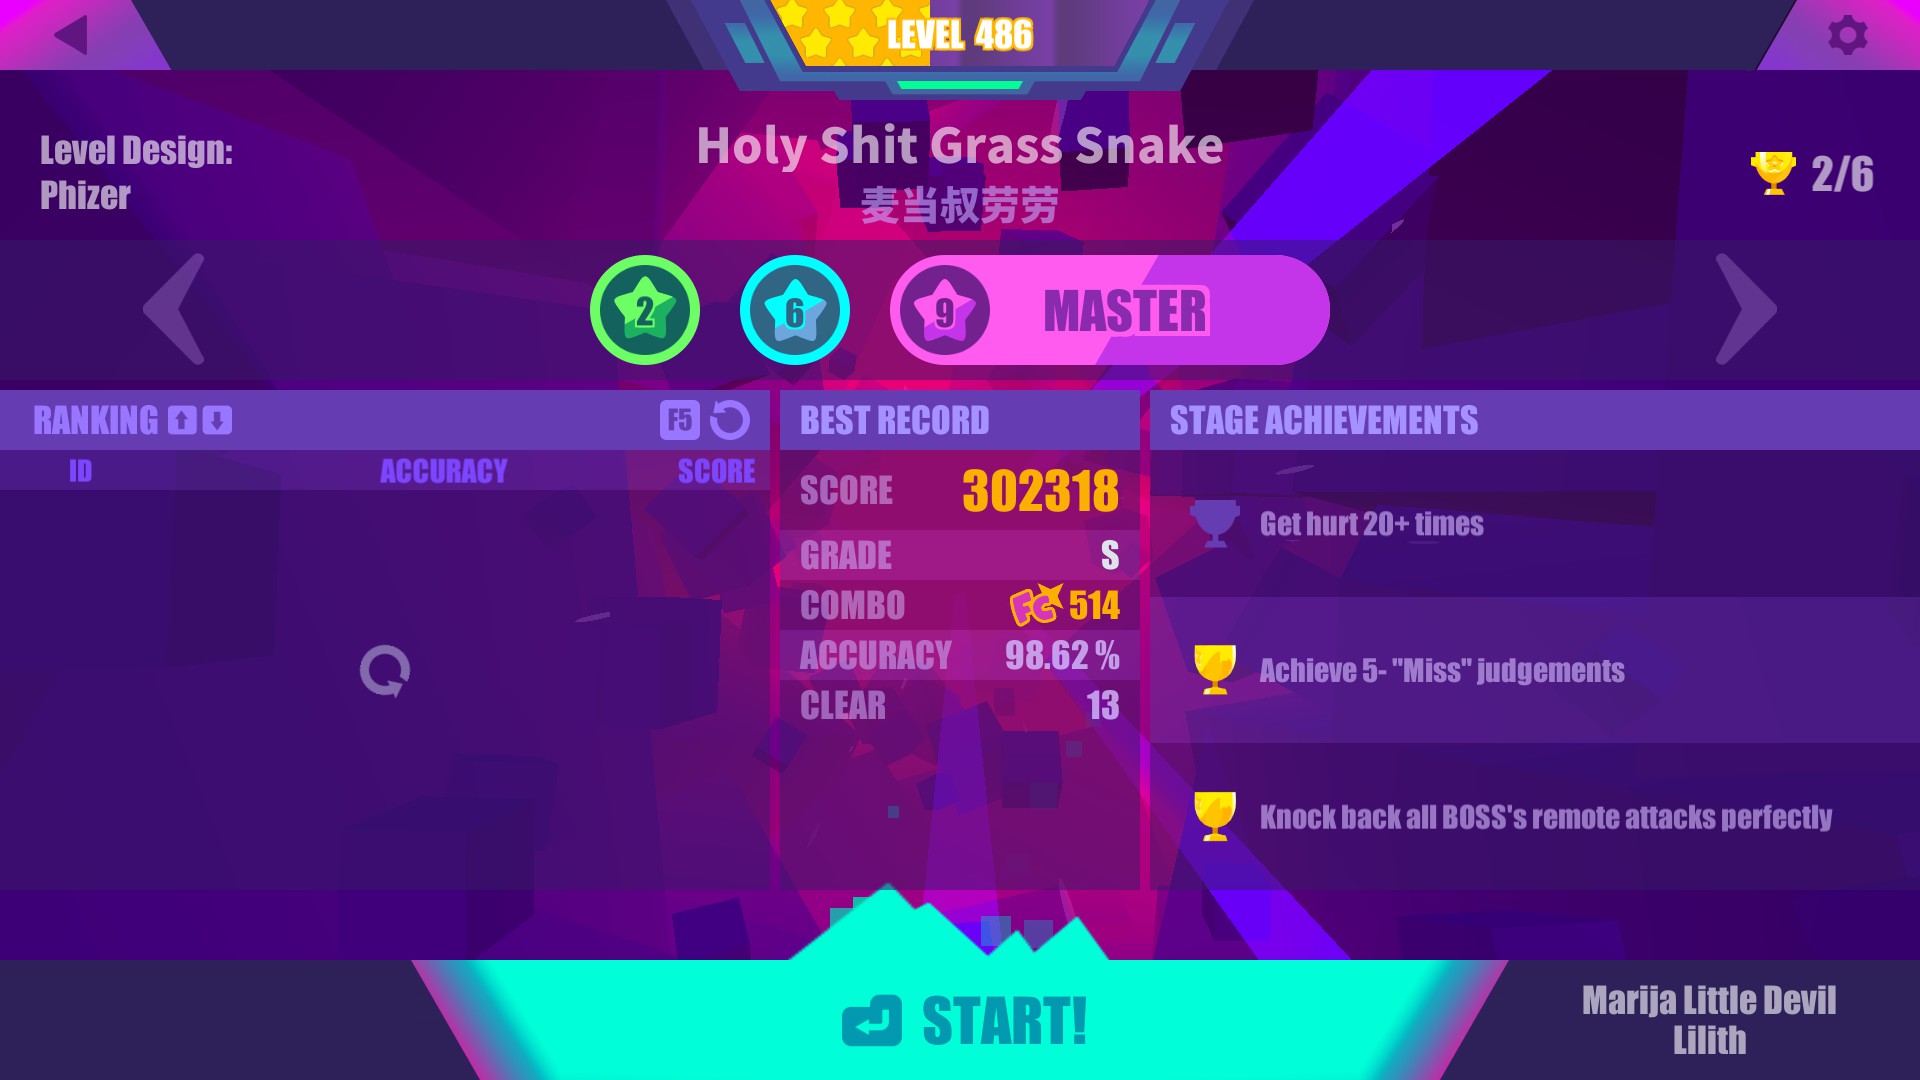 LEVEL 486
Level Design:
Phizer
Holy Shit Grass Snake
麦当叔劳劳
2/6
2
6
9
MASTER
RANKING
F5
ID
ACCURACY
SCORE
BEST RECORD
SCORE
302318
GRADE
S
COMBO
FC 514
ACCURACY
98.62 %
CLEAR
13
STAGE ACHIEVEMENTS
Get hurt 20+ times
Achieve 5- "Miss" judgements
Knock back all BOSS's remote attacks perfectly
START!
Marija Little Devil
Lilith